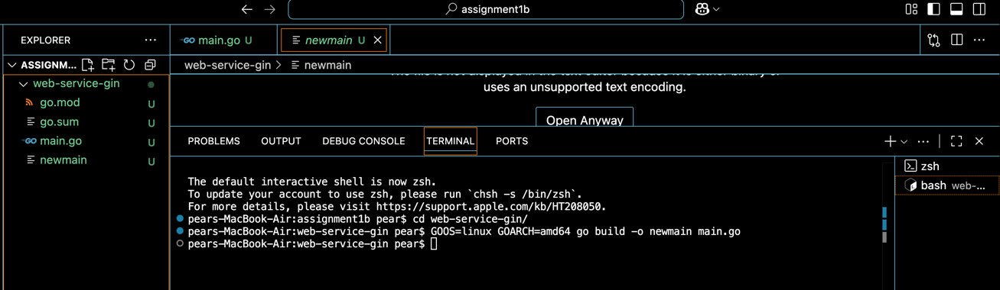 assignment1b
EXPLORER
main.go U
newmain U
ASSIGNM...
web-service-gin > newmain
web-service-gin
go.mod U
go.sum U
GO main.go U
newmain U
uses an unsupported text encoding.
Open Anyway
PROBLEMS OUTPUT DEBUG CONSOLE TERMINAL PORTS
The default interactive shell is now zsh.
To update your account to use zsh, please run `chsh -s /bin/zsh`.
For more details, please visit https://support.apple.com/kb/HT208050.
pears-MacBook-Air:assignment1b pear$ cd web-service-gin/
pears-MacBook-Air:web-service-gin pear$ GOOS=linux GOARCH=amd64 go build -o newmain main.go
pears-MacBook-Air:web-service-gin pear$
zsh
bash web-...